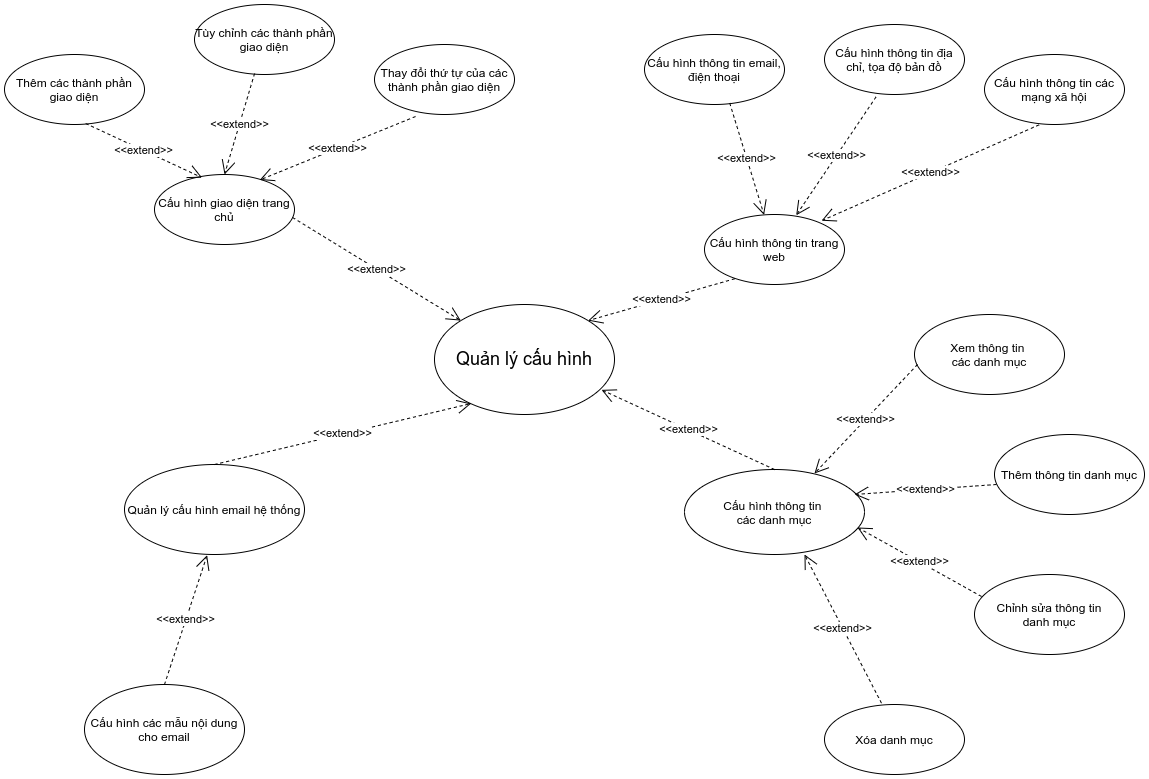 Tùy chỉnh các thành phần
giao diện
Thêm các thành phần
giao diện
Thay đổi thứ tự của các
thành phần giao diện
<<extend>>
<<extend>>
<<extend>>
Cấu hình giao diện trang
chủ
Cấu hình thông tin email,
điện thoại
Cấu hình thông tin địa
chỉ, tọa độ bản đồ
Cấu hình thông tin các
mạng xã hội
<<extend>>
<<extend>>
<<extend>>
Cấu hình thông tin trang
web
<<extend>>
<<extend>>
Quản lý cấu hình
<<extend>>
<<extend>>
Quản lý cấu hình email hệ thống
<<extend>>
Cấu hình các mẫu nội dung
cho email
Xem thông tin
các danh mục
<<extend>>
Thêm thông tin danh mục
<<extend>>
Cấu hình thông tin
các danh mục
<<extend>>
Chỉnh sửa thông tin
danh mục
<<extend>>
Xóa danh mục